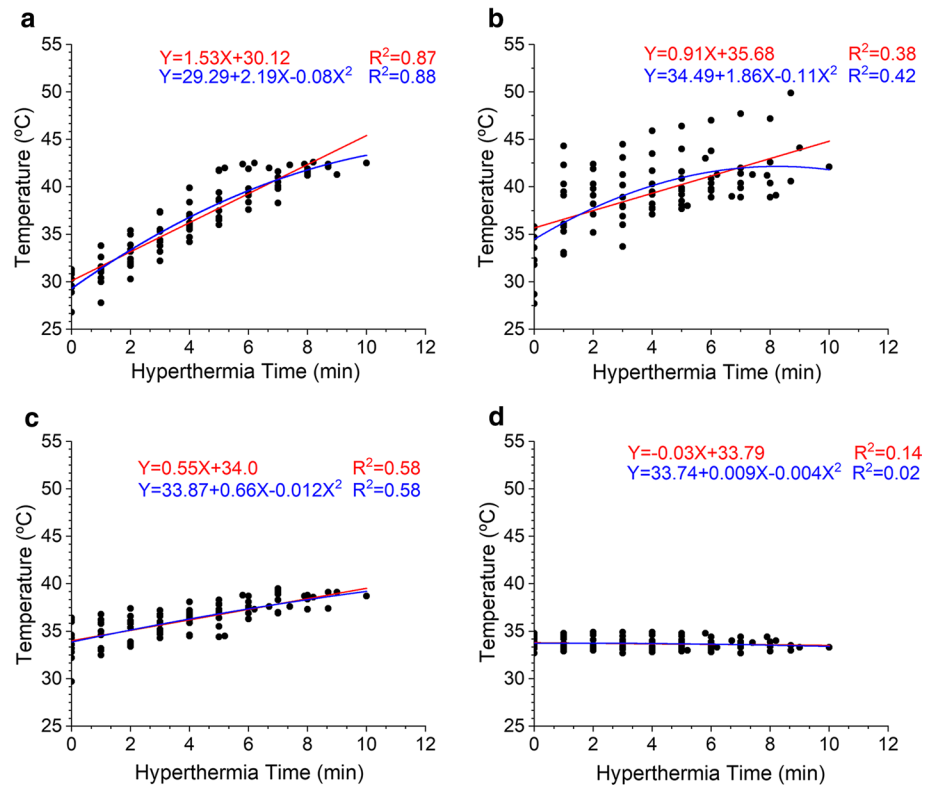 a
Y=1.53X+30.12 R²=0.87
Y=29.29+2.19X-0.08X² R²=0.88
Temperature (ºC)
55
50
45
40
35
30
25
0 2 4 6 8 10 12
Hyperthermia Time (min)
b
Y=0.91X+35.68 R²=0.38
Y=34.49+1.86X-0.11X² R²=0.42
Temperature (ºC)
55
50
45
40
35
30
25
0 2 4 6 8 10 12
Hyperthermia Time (min)
c
Y=0.55X+34.0 R²=0.58
Y=33.87+0.66X-0.012X² R²=0.58
Temperature (ºC)
55
50
45
40
35
30
25
0 2 4 6 8 10 12
Hyperthermia Time (min)
d
Y=-0.03X+33.79 R²=0.14
Y=33.74+0.009X-0.004X² R²=0.02
Temperature (ºC)
55
50
45
40
35
30
25
0 2 4 6 8 10 12
Hyperthermia Time (min)